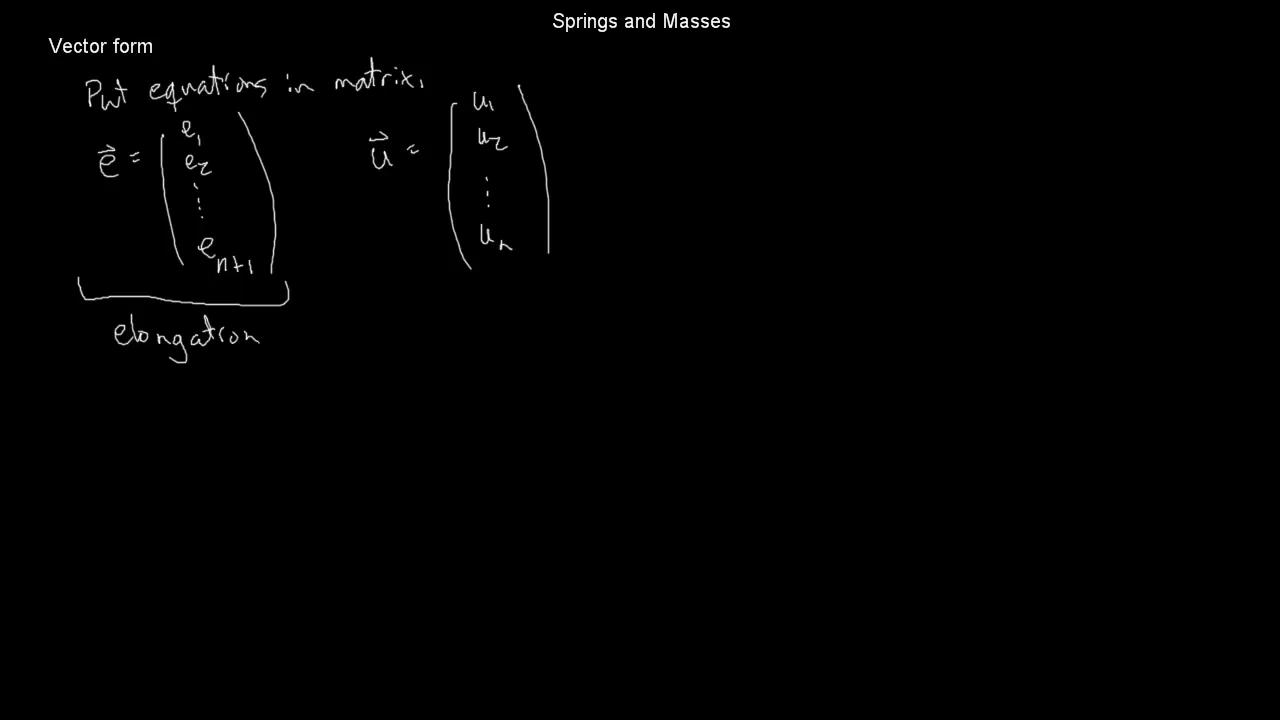 Springs and Masses
Vector form
Put equations in matrix.
e⃗ = ( e₁ e₂ ⋮ eₙ₊₁ )   u⃗ = ( u₁ u₂ ⋮ uₙ )
elongation